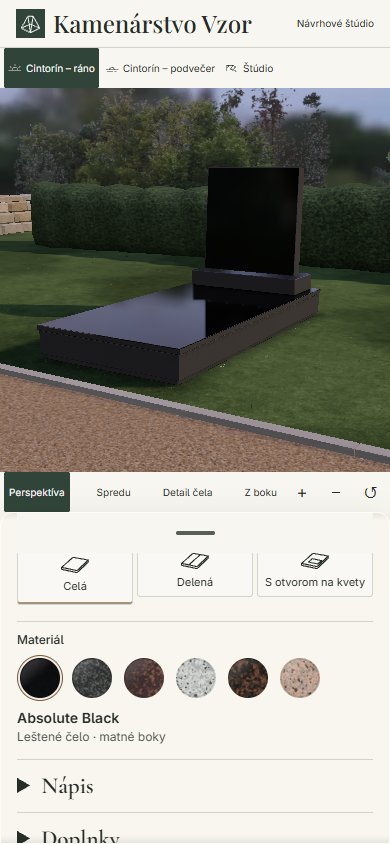 Kamenárstvo Vzor
Návrhové štúdio
Cintorín – ráno
Cintorín – podvečer
Štúdio
Perspektíva
Spredu
Detail čela
Z boku
+
−
Celá
Delená
S otvorom na kvety
Materiál
Absolute Black
Leštené čelo · matné boky
Nápis
Doplnky